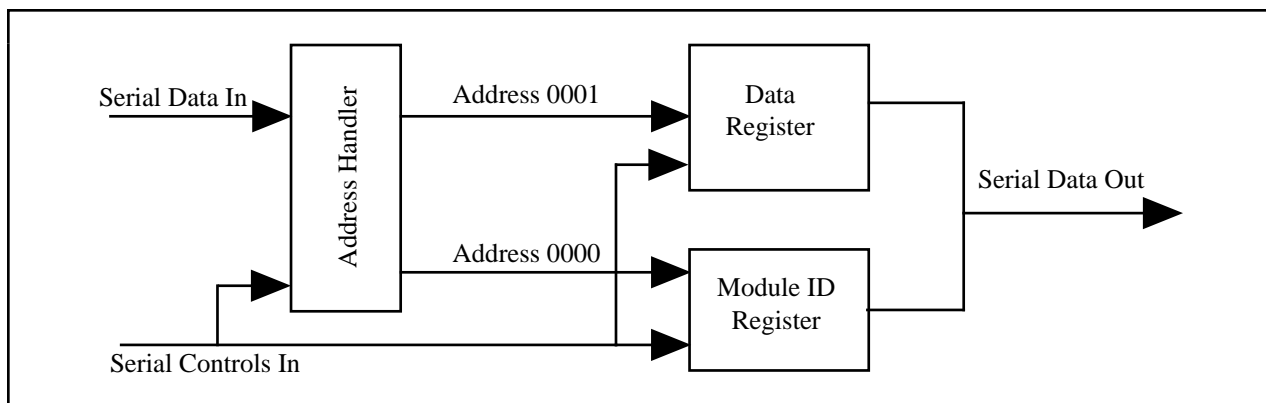 Serial Data In
Address Handler
Address 0001
Data
Register
Serial Data Out
Address 0000
Module ID
Register
Serial Controls In